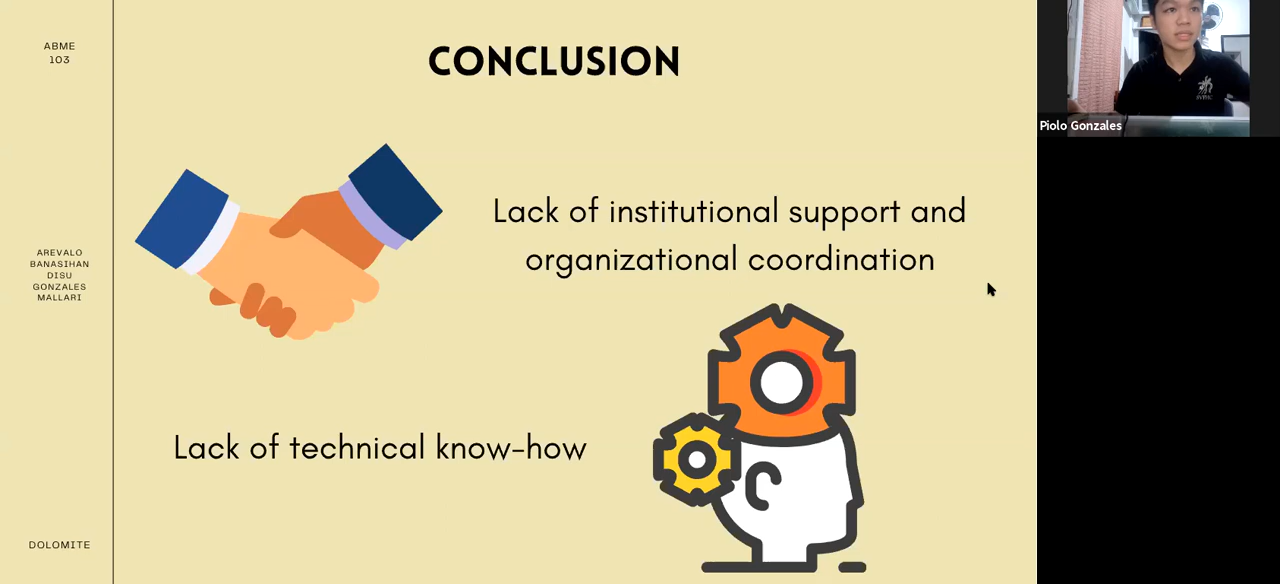 ABME
103
CONCLUSION
Piolo Gonzales
Lack of institutional support and
organizational coordination
AREVALO
BANASIHAN
DISU
GONZALES
MALLARI
Lack of technical know-how
DOLOMITE